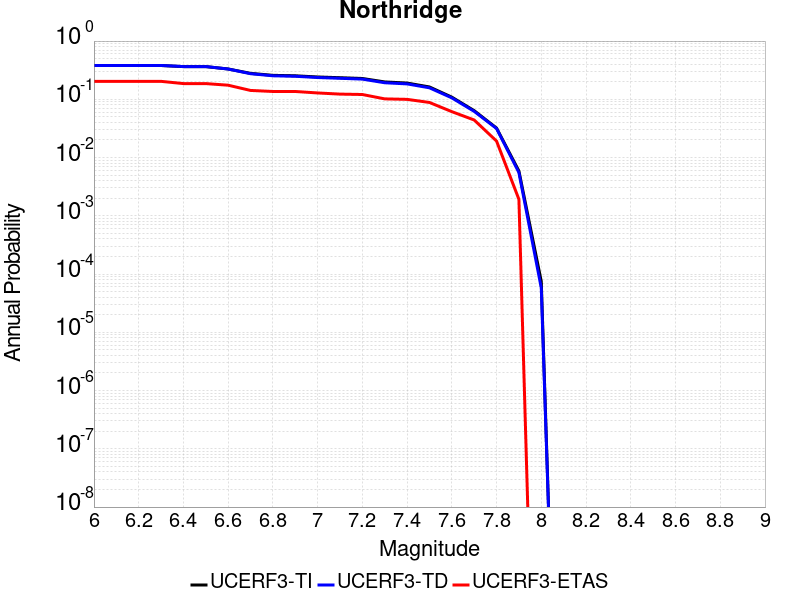 Northridge
10^0
10^-1
10^-2
10^-3
10^-4
10^-5
10^-6
10^-7
10^-8
Annual Probability
6 6.2 6.4 6.6 6.8 7 7.2 7.4 7.6 7.8 8 8.2 8.4 8.6 8.8 9
Magnitude
UCERF3-TI UCERF3-TD UCERF3-ETAS